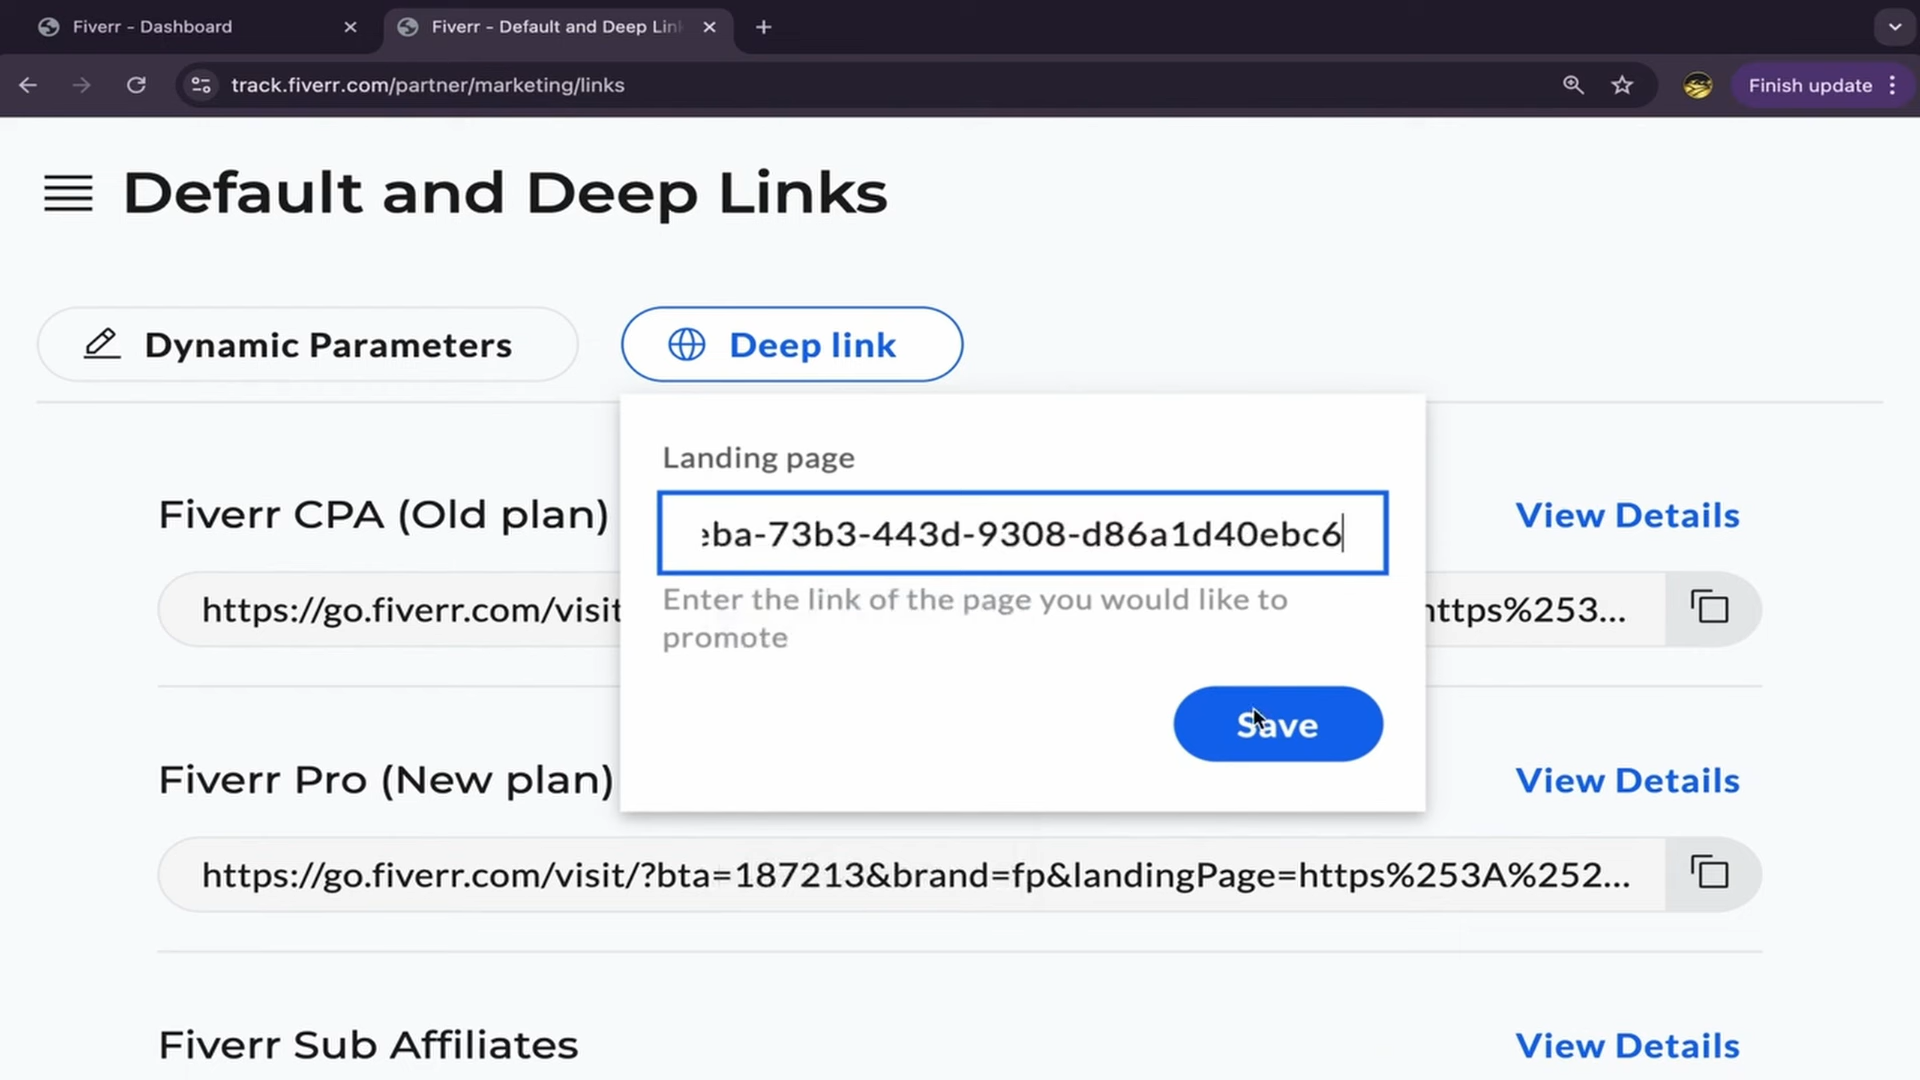 Fiverr - Dashboard
Fiverr - Default and Deep Lin
track.fiverr.com/partner/marketing/links
Finish update
Default and Deep Links
Dynamic Parameters
Deep link
Landing page
Fiverr CPA (Old plan)
eba-73b3-443d-9308-d86a1d40ebc6
View Details
Enter the link of the page you would like to
promote
https://go.fiverr.com/visit
https%253...
Save
Fiverr Pro (New plan)
View Details
https://go.fiverr.com/visit/?bta=187213&brand=fp&landingPage=https%253A%252...
Fiverr Sub Affiliates
View Details